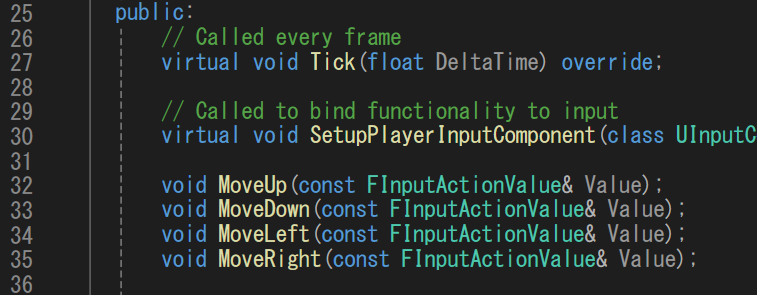 25 public:
26 // Called every frame
27 virtual void Tick(float DeltaTime) override;
28
29 // Called to bind functionality to input
30 virtual void SetupPlayerInputComponent(class UInputC
31
32 void MoveUp(const FInputActionValue& Value);
33 void MoveDown(const FInputActionValue& Value);
34 void MoveLeft(const FInputActionValue& Value);
35 void MoveRight(const FInputActionValue& Value);
36